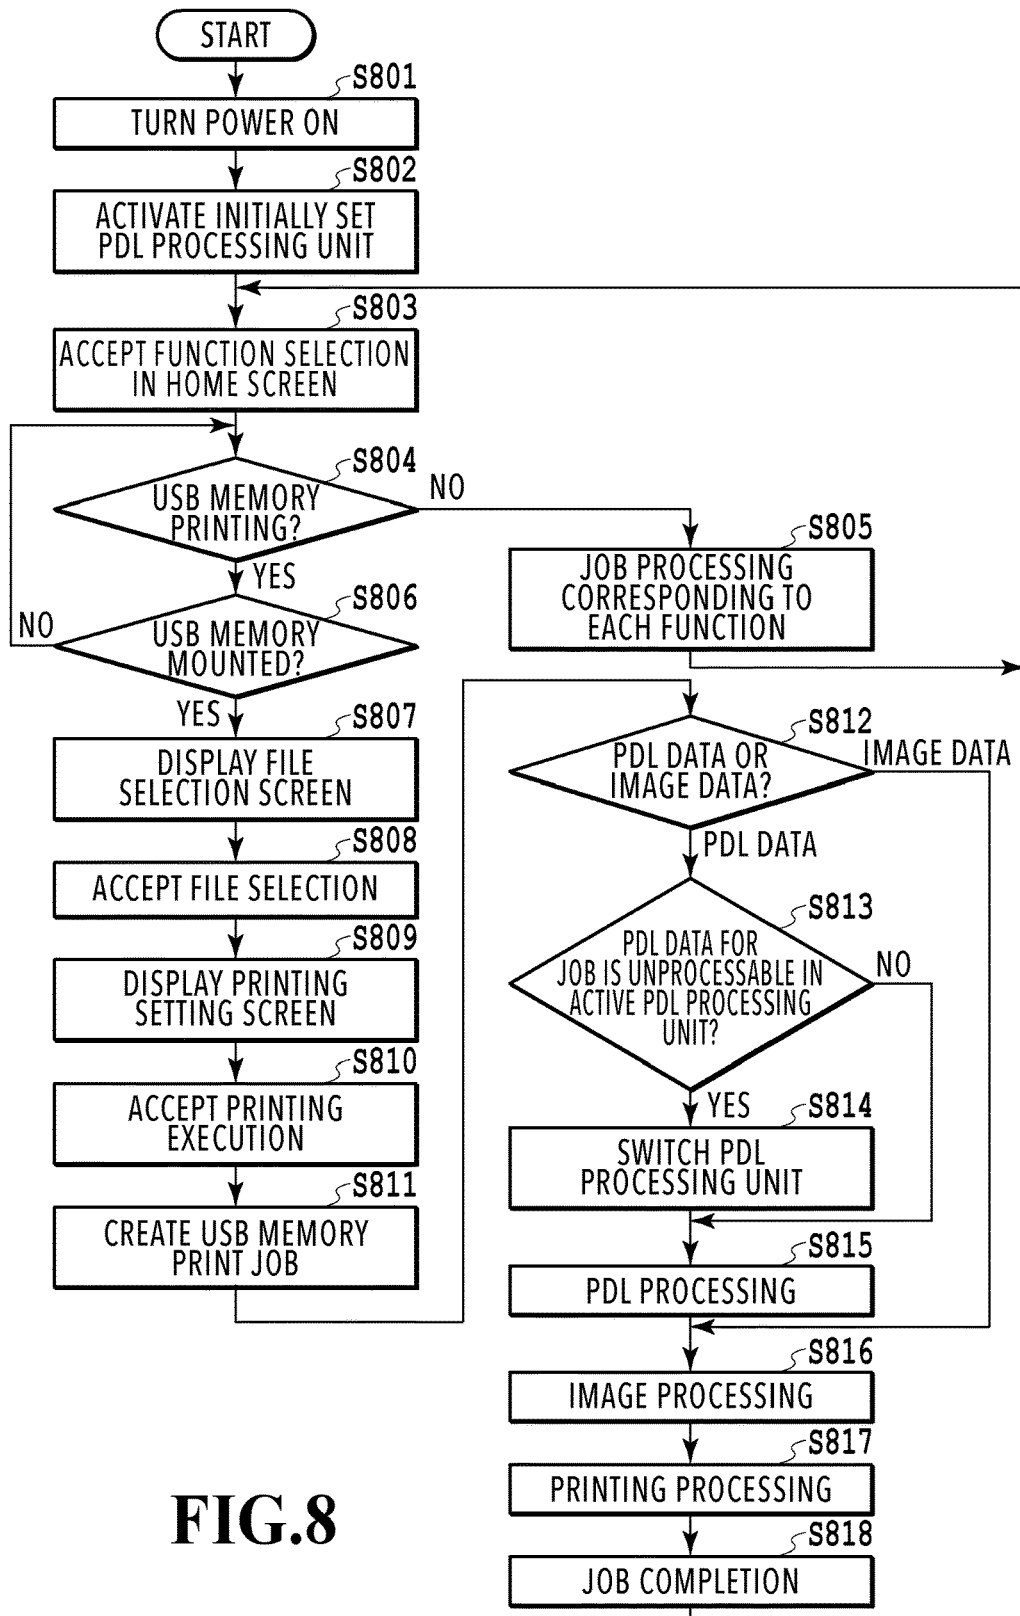 START
S801
TURN POWER ON
S802
ACTIVATE INITIALLY SET
PDL PROCESSING UNIT
S803
ACCEPT FUNCTION SELECTION
IN HOME SCREEN
S804
USB MEMORY
PRINTING?
NO
YES
S805
JOB PROCESSING
CORRESPONDING TO
EACH FUNCTION
S806
USB MEMORY
MOUNTED?
NO
YES
S807
DISPLAY FILE
SELECTION SCREEN
S808
ACCEPT FILE SELECTION
S809
DISPLAY PRINTING
SETTING SCREEN
S810
ACCEPT PRINTING
EXECUTION
S811
CREATE USB MEMORY
PRINT JOB
S812
PDL DATA OR
IMAGE DATA?
IMAGE DATA
PDL DATA
S813
PDL DATA FOR
JOB IS UNPROCESSABLE IN
ACTIVE PDL PROCESSING
UNIT?
NO
YES
S814
SWITCH PDL
PROCESSING UNIT
S815
PDL PROCESSING
S816
IMAGE PROCESSING
S817
PRINTING PROCESSING
S818
JOB COMPLETION
FIG.8